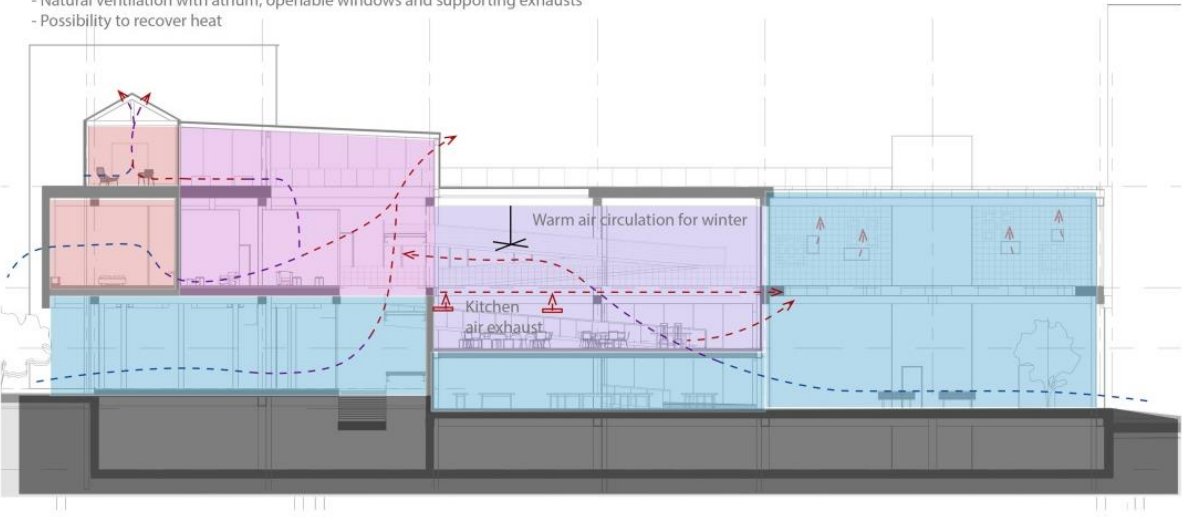 - Natural ventilation with atrium, openable windows and supporting exhausts
- Possibility to recover heat
Warm air circulation for winter
Kitchen
air exhaust